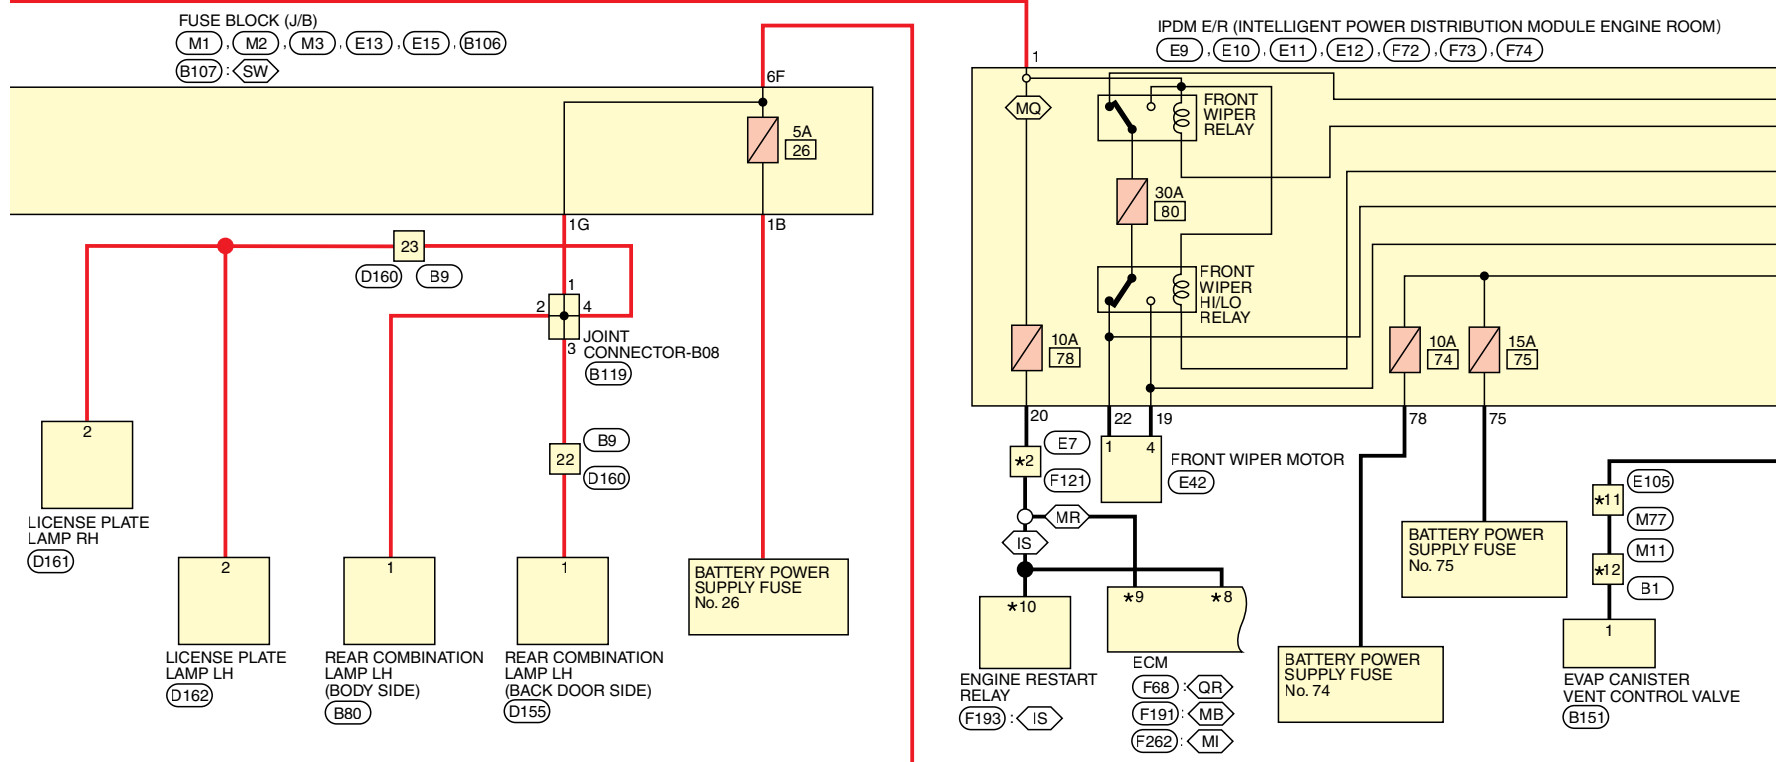 FUSE BLOCK (J/B)
M1 , M2 , M3 , E13 , E15 , B106
B107 : SW
6F
5A
26
1G
1B
23
D160 B9
1
2 4
3
JOINT
CONNECTOR-B08
B119
B9
22
D160
2
LICENSE PLATE
LAMP RH
D161
2
LICENSE PLATE
LAMP LH
D162
1
REAR COMBINATION
LAMP LH
(BODY SIDE)
B80
1
REAR COMBINATION
LAMP LH
(BACK DOOR SIDE)
D155
BATTERY POWER
SUPPLY FUSE
No. 26
IPDM E/R (INTELLIGENT POWER DISTRIBUTION MODULE ENGINE ROOM)
E9 , E10 , E11 , E12 , F72 , F73 , F74
1
MQ
FRONT
WIPER
RELAY
30A
80
FRONT
WIPER
HI/LO
RELAY
10A
78
10A
74
15A
75
20
22
19
78
75
E7
*2
F121
1 4
FRONT WIPER MOTOR
E42
MR
IS
*10
ENGINE RESTART
RELAY
F193 : IS
*9 *8
ECM
F68 : QR
F191 : MB
F262 : MI
BATTERY POWER
SUPPLY FUSE
No. 74
BATTERY POWER
SUPPLY FUSE
No. 75
E105
*11
M77
M11
*12
B1
1
EVAP CANISTER
VENT CONTROL VALVE
B151